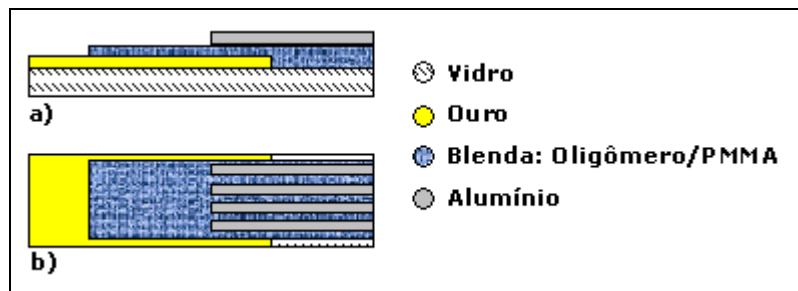 a)
b)
Vidro
Ouro
Blenda: Oligômero/PMMA
Alumínio